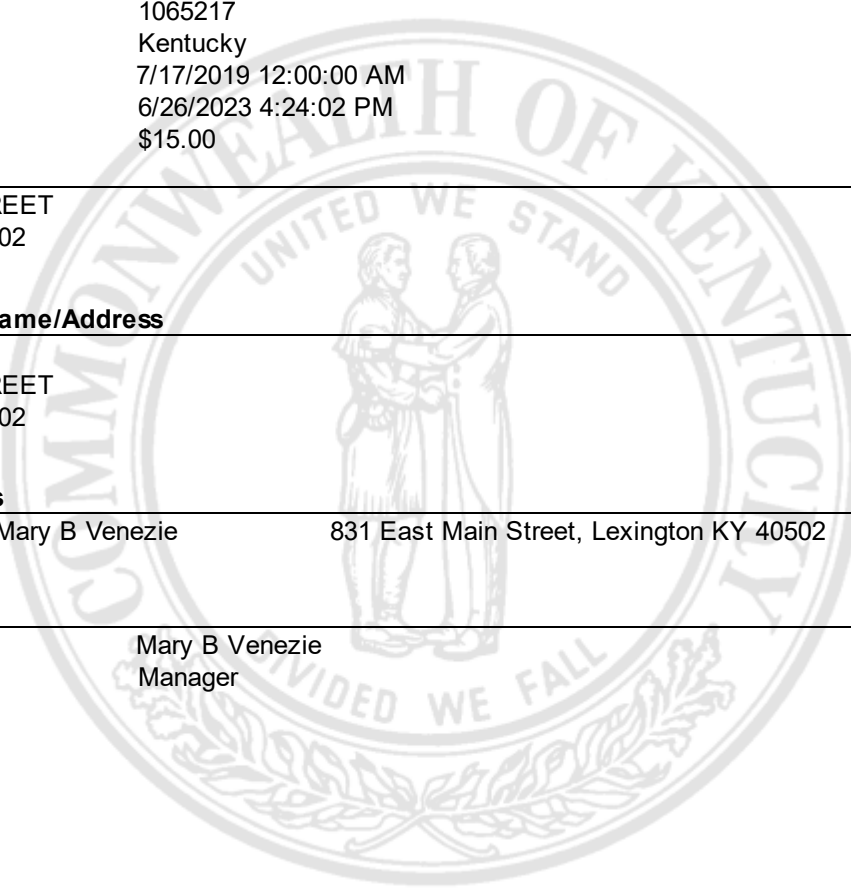 1065217
Kentucky
7/17/2019 12:00:00 AM
6/26/2023 4:24:02 PM
$15.00
REET
02
ame/Address
REET
02
s
Mary B Venezie 831 East Main Street, Lexington KY 40502
Mary B Venezie
Manager
COMMONWEALTH OF KENTUCKY
UNITED WE STAND
DIVIDED WE FALL